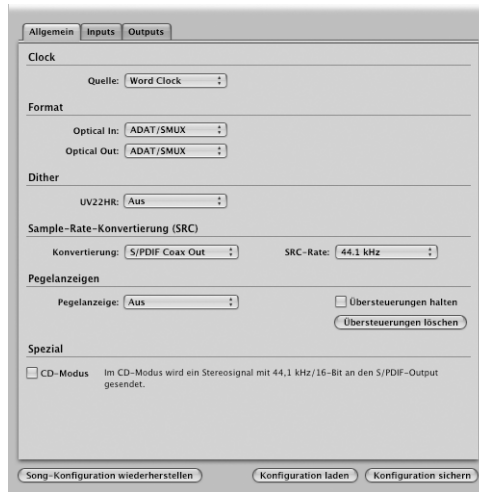 Allgemein Inputs Outputs
Clock
Quelle: Word Clock
Format
Optical In: ADAT/SMUX
Optical Out: ADAT/SMUX
Dither
UV22HR: Aus
Sample-Rate-Konvertierung (SRC)
Konvertierung: S/PDIF Coax Out SRC-Rate: 44.1 kHz
Pegelanzeigen
Pegelanzeige: Aus Übersteuerungen halten
Übersteuerungen löschen
Spezial
CD-Modus Im CD-Modus wird ein Stereosignal mit 44,1 kHz/16-Bit an den S/PDIF-Output
gesendet.
Song-Konfiguration wiederherstellen Konfiguration laden Konfiguration sichern